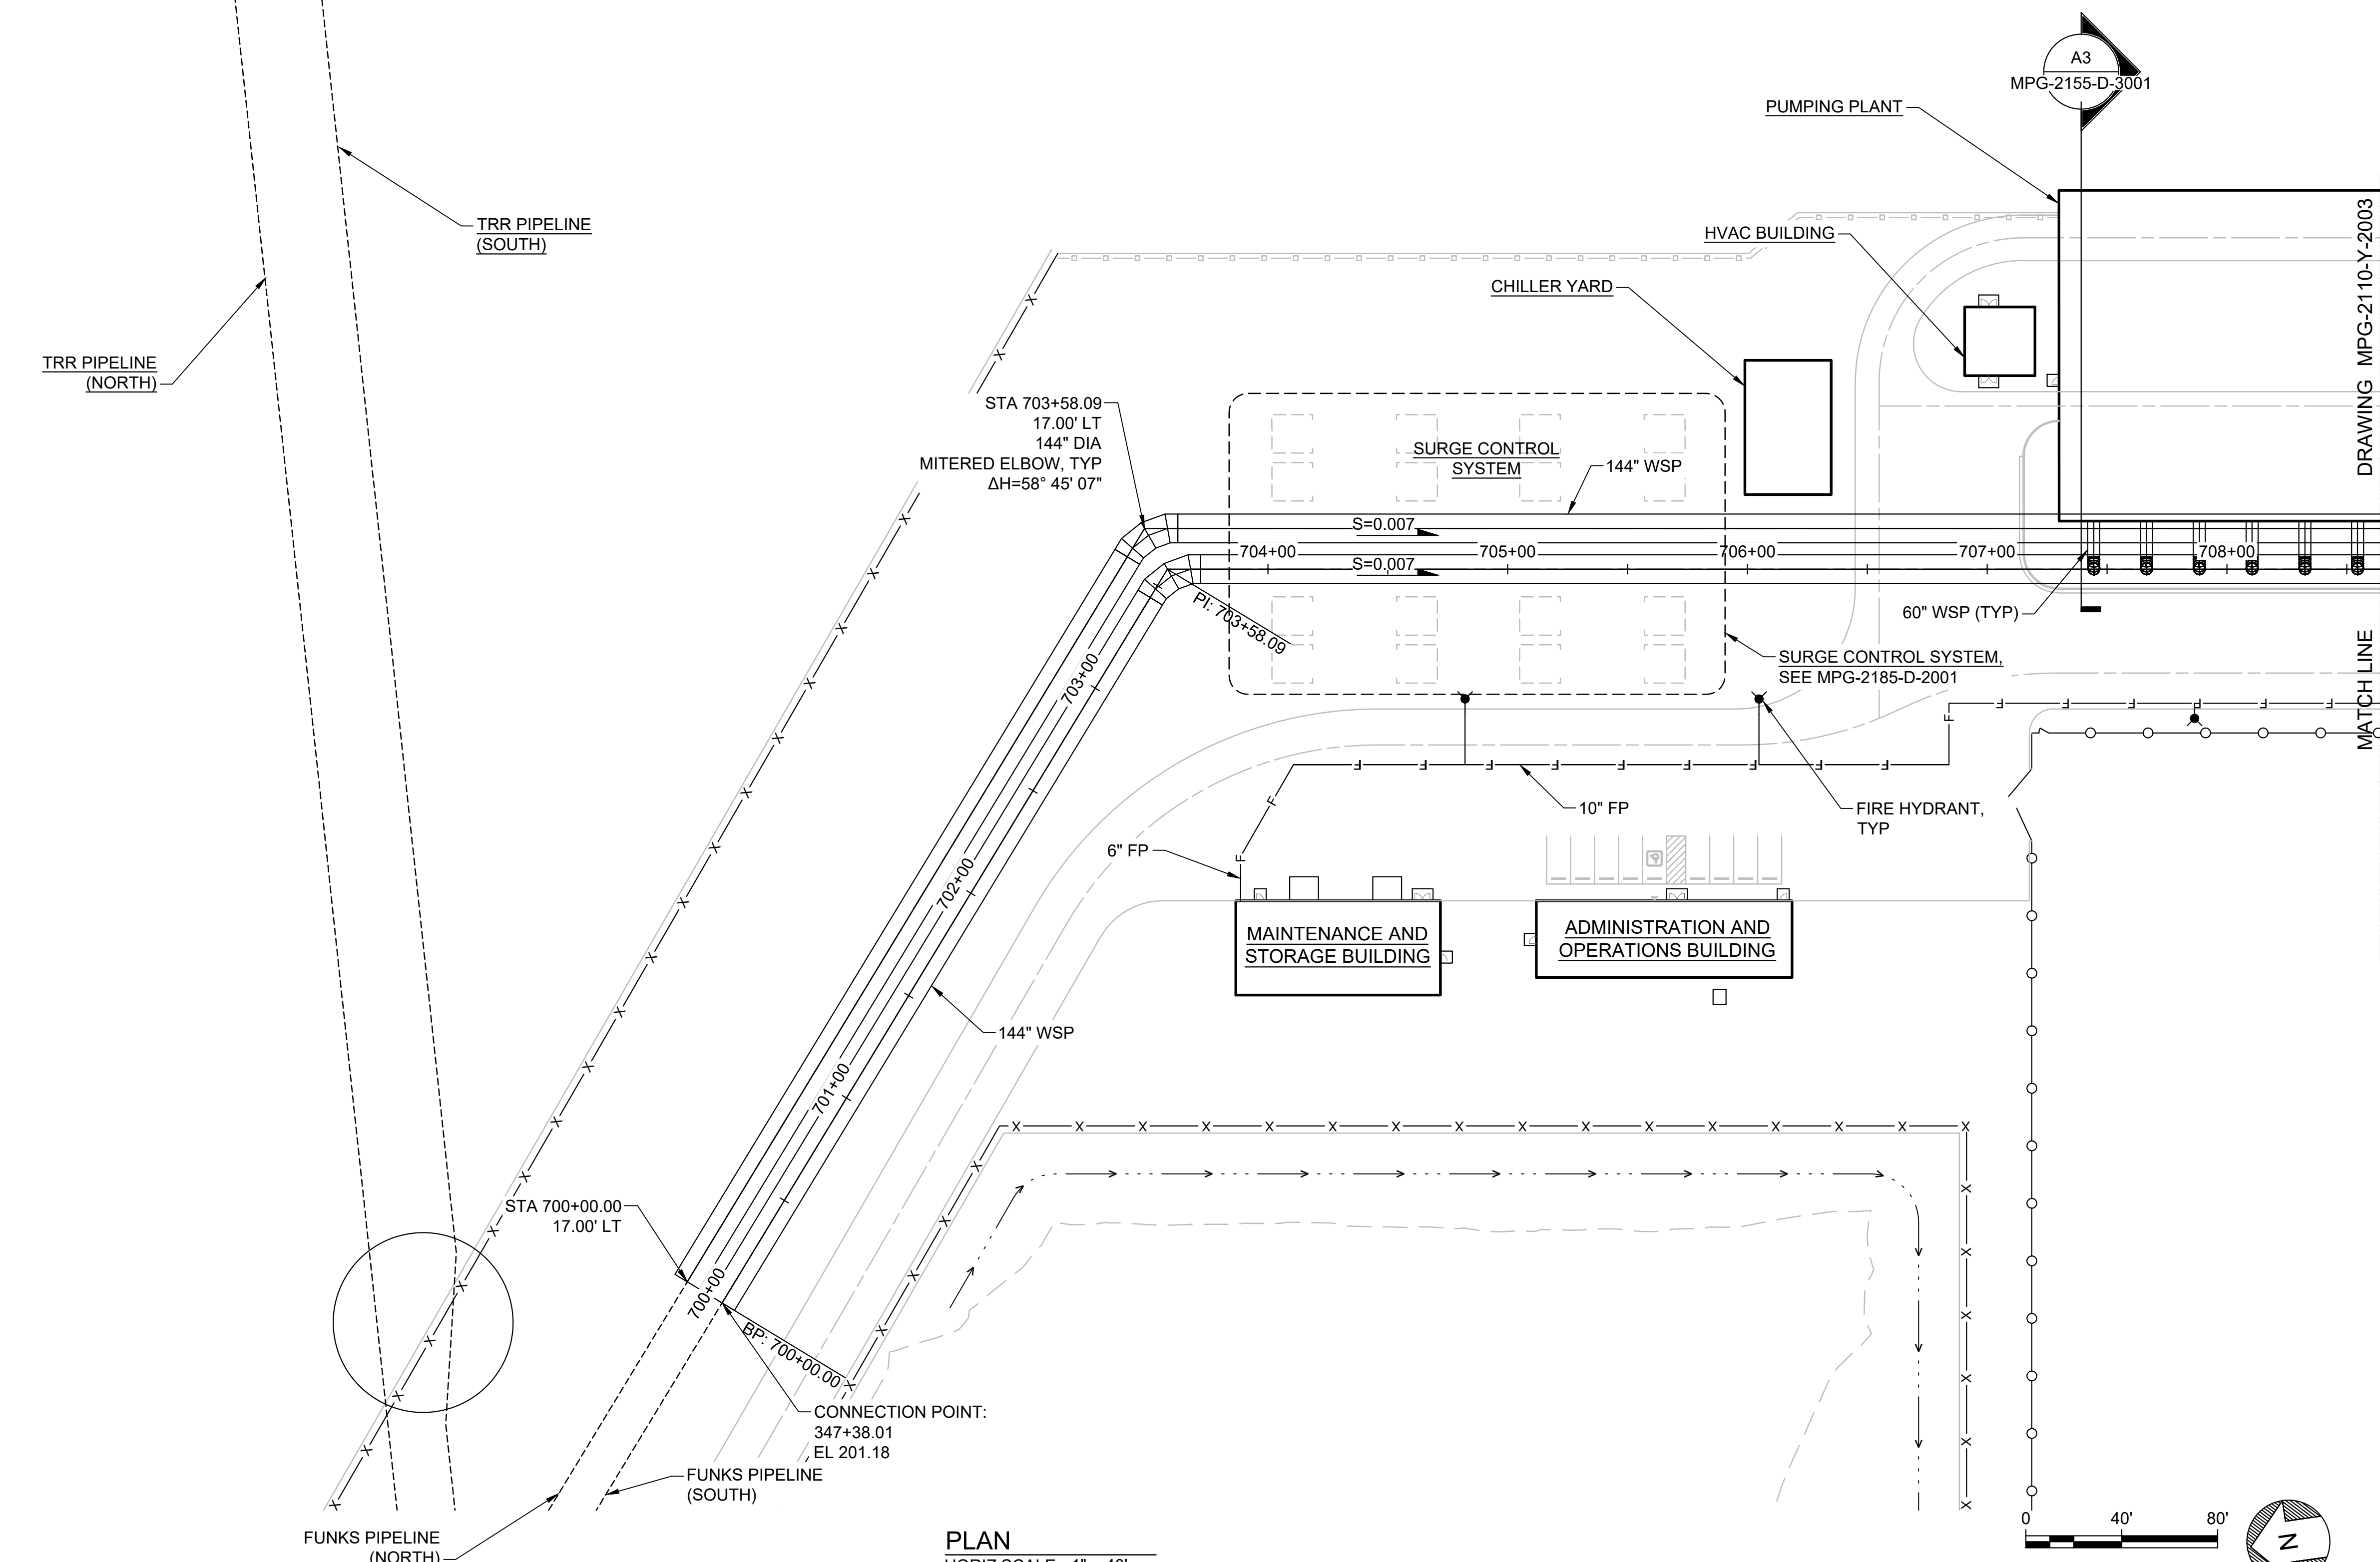 A3
MPG-2155-D-3001
PUMPING PLANT
TRR PIPELINE
(SOUTH)
HVAC BUILDING
CHILLER YARD
TRR PIPELINE
(NORTH)
DRAWING MPG-2110-Y-2003
MATCH LINE
STA 703+58.09
17.00' LT
144" DIA
MITERED ELBOW, TYP
ΔH=58° 45' 07"
SURGE CONTROL
SYSTEM
144" WSP
S=0.007
704+00
705+00
706+00
707+00
708+00
S=0.007
PI: 703+58.09
60" WSP (TYP)
SURGE CONTROL SYSTEM,
SEE MPG-2185-D-2001
703+00
702+00
701+00
700+00
10" FP
FIRE HYDRANT,
TYP
6" FP
MAINTENANCE AND
STORAGE BUILDING
ADMINISTRATION AND
OPERATIONS BUILDING
144" WSP
STA 700+00.00
17.00' LT
BP: 700+00.00
CONNECTION POINT:
347+38.01
EL 201.18
FUNKS PIPELINE
(SOUTH)
FUNKS PIPELINE
(NORTH)
PLAN
0 40' 80'
N